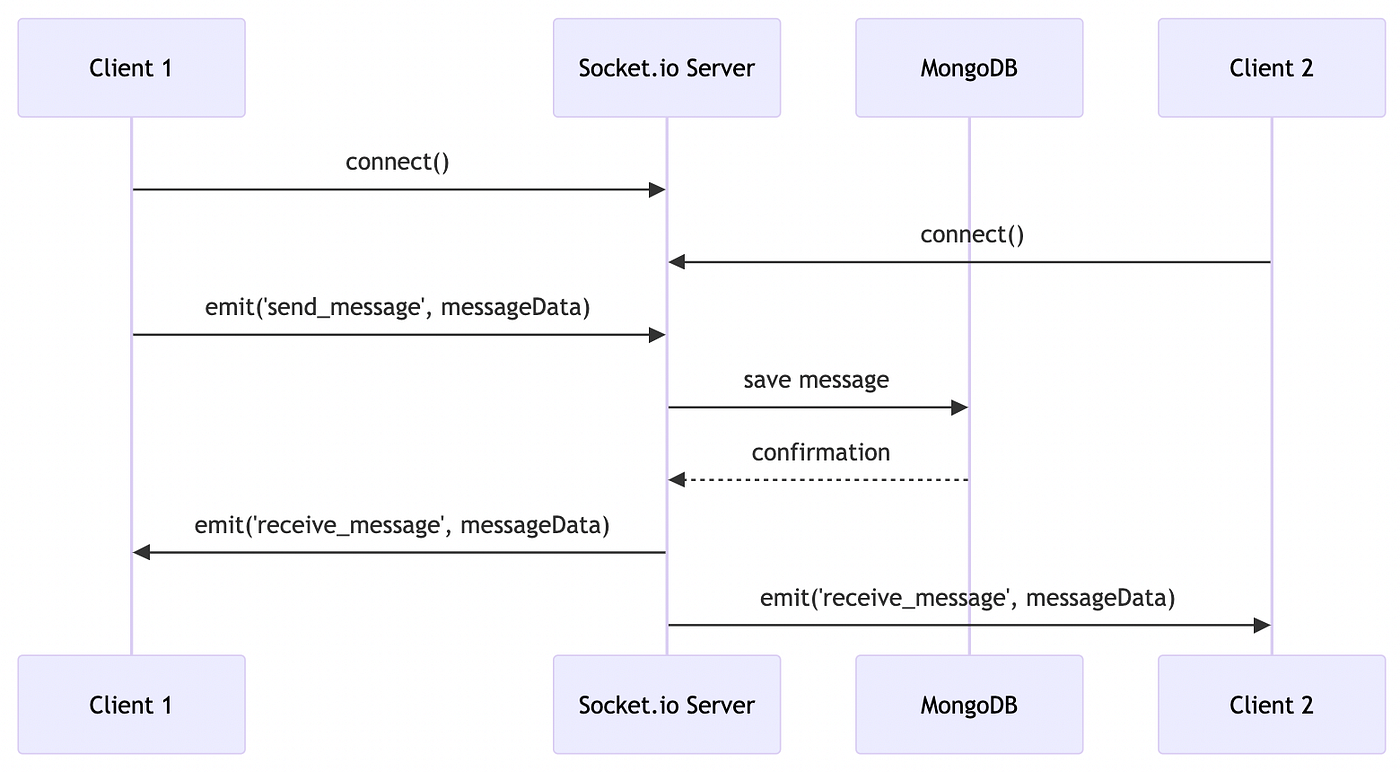 Client 1
Socket.io Server
MongoDB
Client 2
connect()
connect()
emit('send_message', messageData)
save message
confirmation
emit('receive_message', messageData)
emit('receive_message', messageData)
Client 1
Socket.io Server
MongoDB
Client 2